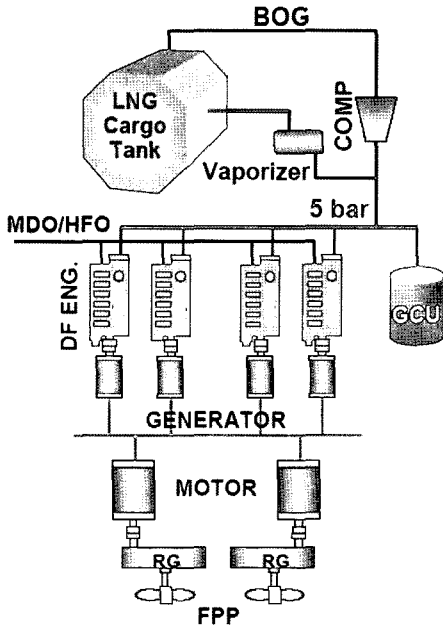 BOG
LNG
Cargo
Tank
COMP
Vaporizer
5 bar
MDO/HFO
DF ENG.
GCU
GENERATOR
MOTOR
RG
RG
FPP